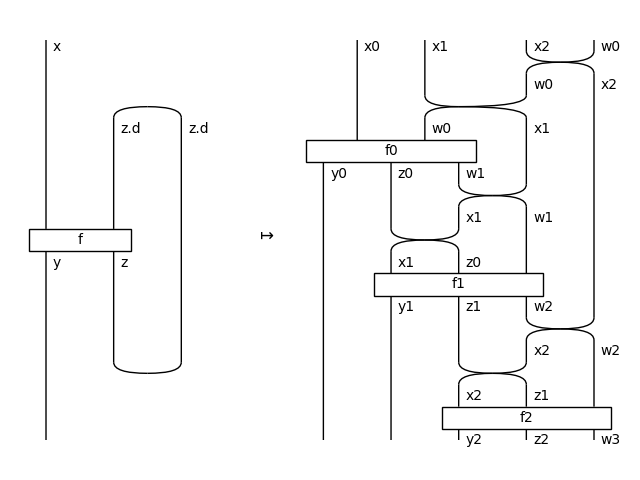 x x0 x1 x2 w0
w0 x2
z.d z.d w0 x1
f0
y0 z0 w1
x1 w1
f ↦
y z x1 z0
f1
y1 z1 w2
x2 w2
x2 z1
f2
y2 z2 w3